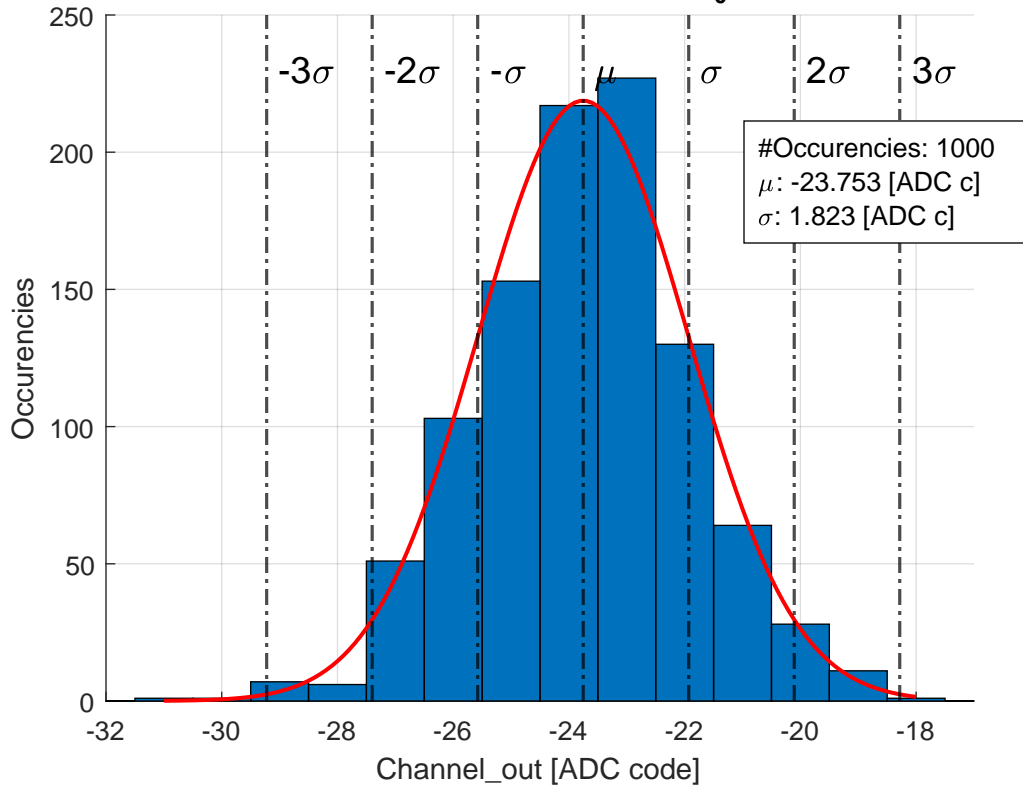 250
-3σ -2σ -σ μ σ 2σ 3σ
#Occurencies: 1000
μ: -23.753 [ADC c]
σ: 1.823 [ADC c]
200
150
100
50
0
Occurencies
-32 -30 -28 -26 -24 -22 -20 -18
Channel_out [ADC code]